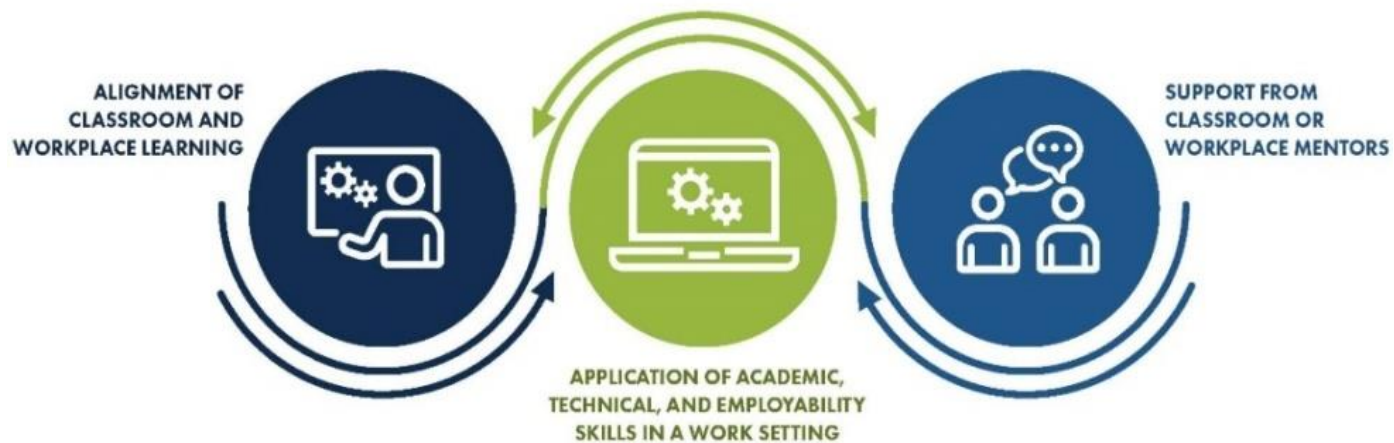 ALIGNMENT OF
CLASSROOM AND
WORKPLACE LEARNING
APPLICATION OF ACADEMIC,
TECHNICAL, AND EMPLOYABILITY
SKILLS IN A WORK SETTING
SUPPORT FROM
CLASSROOM OR
WORKPLACE MENTORS